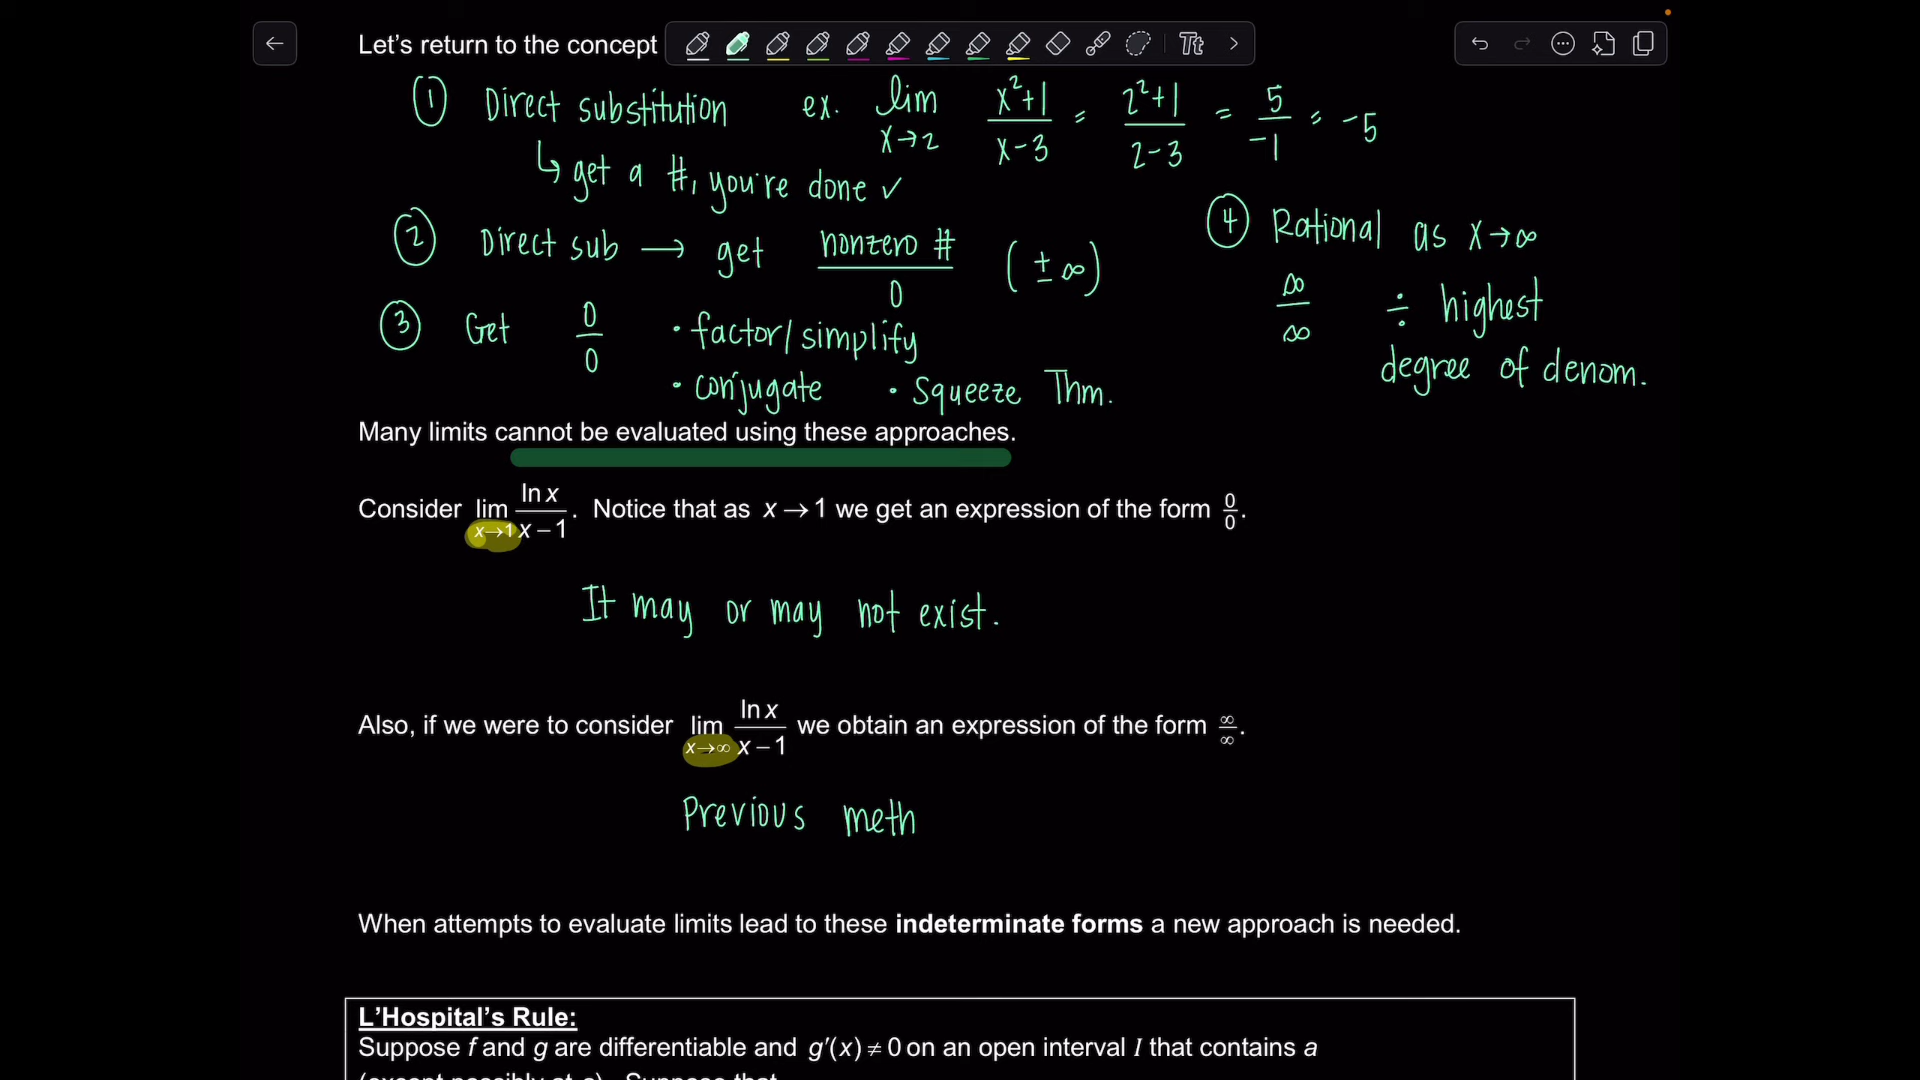 Let's return to the concept
① Direct substitution ex. lim x→2 x²+1 / x-3 = 2²+1 / 2-3 = 5 / -1 = -5
↳ get a #, you're done ✓
② Direct sub → get nonzero # / 0 (± ∞)
④ Rational as x→∞
③ Get 0/0 • factor/simplify
∞/∞ ÷ highest
• conjugate • Squeeze Thm.
degree of denom.
Many limits cannot be evaluated using these approaches.
Consider lim x→1 ln x / x − 1. Notice that as x → 1 we get an expression of the form 0/0.
It may or may not exist.
Also, if we were to consider lim x→∞ ln x / x − 1 we obtain an expression of the form ∞/∞.
Previous meth
When attempts to evaluate limits lead to these indeterminate forms a new approach is needed.
L'Hospital's Rule:
Suppose f and g are differentiable and g′(x) ≠ 0 on an open interval I that contains a
(except possibly at a). Suppose that